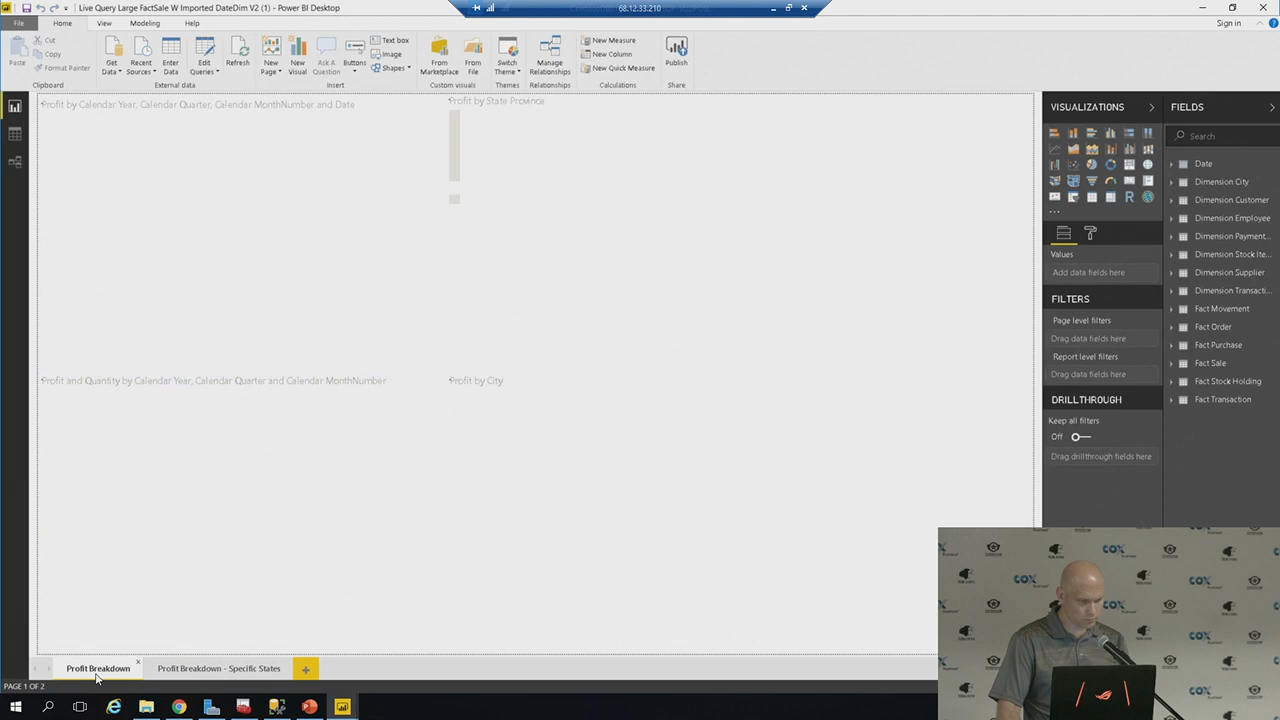 Live Query Large FactSale W Imported DateDim V2 (1) - Power BI Desktop
68.12.33.210
File
Home
View
Modeling
Help
Sign in
Paste
Cut
Copy
Format Painter
Clipboard
Get Data
Recent Sources
Enter Data
Edit Queries
Refresh
External data
New Page
New Visual
Ask A Question
Buttons
Text box
Image
Shapes
Insert
From Marketplace
From File
Custom visuals
Switch Theme
Themes
Manage Relationships
Relationships
New Measure
New Column
New Quick Measure
Calculations
Publish
Share
Profit by Calendar Year, Calendar Quarter, Calendar MonthNumber and Date
Profit by State Province
Profit and Quantity by Calendar Year, Calendar Quarter and Calendar MonthNumber
Profit by City
VISUALIZATIONS
R
Values
Add data fields here
FILTERS
Page level filters
Drag data fields here
Report level filters
Drag data fields here
DRILLTHROUGH
Keep all filters
Off
Drag drillthrough fields here
FIELDS
Search
Date
Dimension City
Dimension Customer
Dimension Employee
Dimension Payment...
Dimension Stock Ite...
Dimension Supplier
Dimension Transacti...
Fact Movement
Fact Order
Fact Purchase
Fact Sale
Fact Stock Holding
Fact Transaction
Profit Breakdown
Profit Breakdown - Specific States
PAGE 1 OF 2
COX
COX
COX